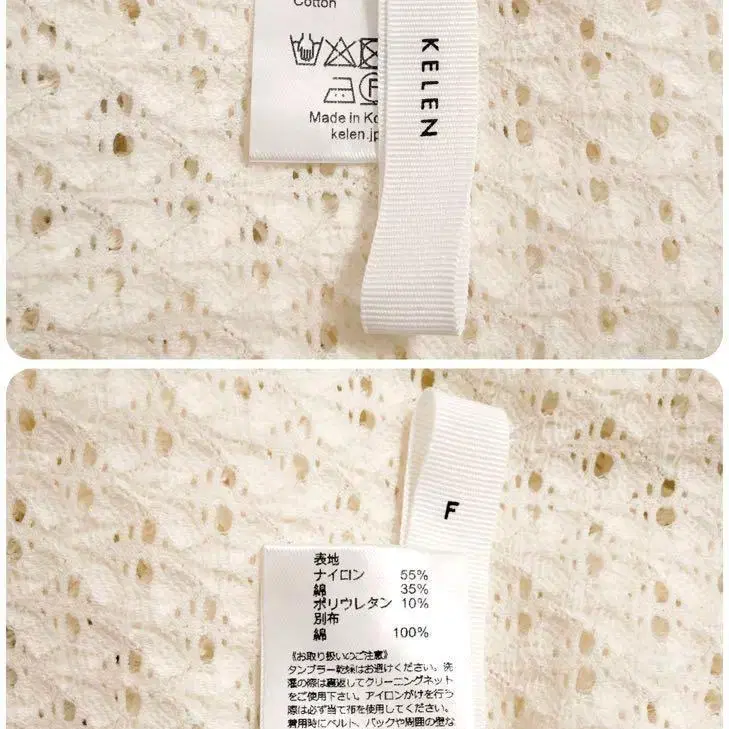 Cotton
Made in Ko
kelen.jp
KELEN
F
表地
ナイロン 55%
綿 35%
ポリウレタン 10%
別布
綿 100%
《お取り扱いのご注意》
タンブラー乾燥はお避けください。洗
濯の際は裏返してクリーニングネット
をご使用下さい。アイロンがけを行う
際は必ず当て布を使用してください。
着用時にベルト、バックや周囲の壁な